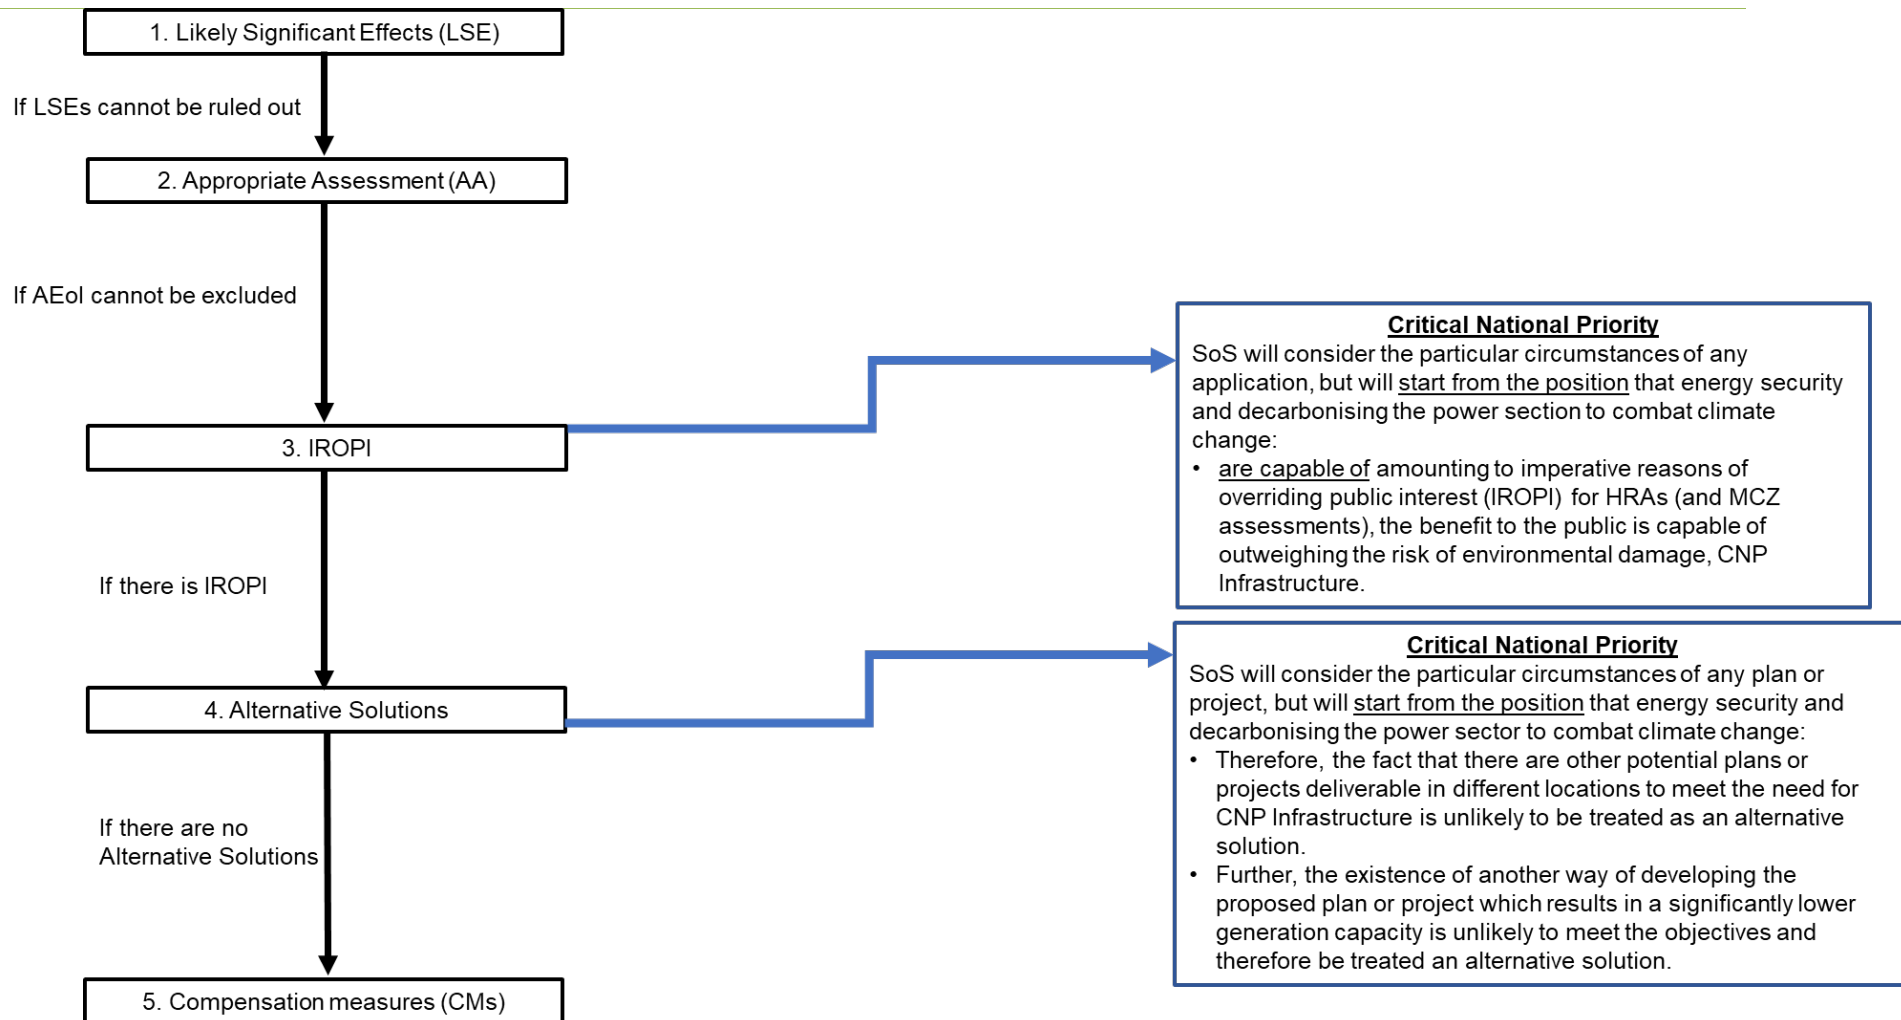 1. Likely Significant Effects (LSE)
If LSEs cannot be ruled out
2. Appropriate Assessment (AA)
If AEoI cannot be excluded
3. IROPI
If there is IROPI
4. Alternative Solutions
If there are no
Alternative Solutions
5. Compensation measures (CMs)
Critical National Priority
SoS will consider the particular circumstances of any
application, but will start from the position that energy security
and decarbonising the power section to combat climate
change:
• are capable of amounting to imperative reasons of
overriding public interest (IROPI) for HRAs (and MCZ
assessments), the benefit to the public is capable of
outweighing the risk of environmental damage, CNP
Infrastructure.
Critical National Priority
SoS will consider the particular circumstances of any plan or
project, but will start from the position that energy security and
decarbonising the power sector to combat climate change:
• Therefore, the fact that there are other potential plans or
projects deliverable in different locations to meet the need for
CNP Infrastructure is unlikely to be treated as an alternative
solution.
• Further, the existence of another way of developing the
proposed plan or project which results in a significantly lower
generation capacity is unlikely to meet the objectives and
therefore be treated an alternative solution.